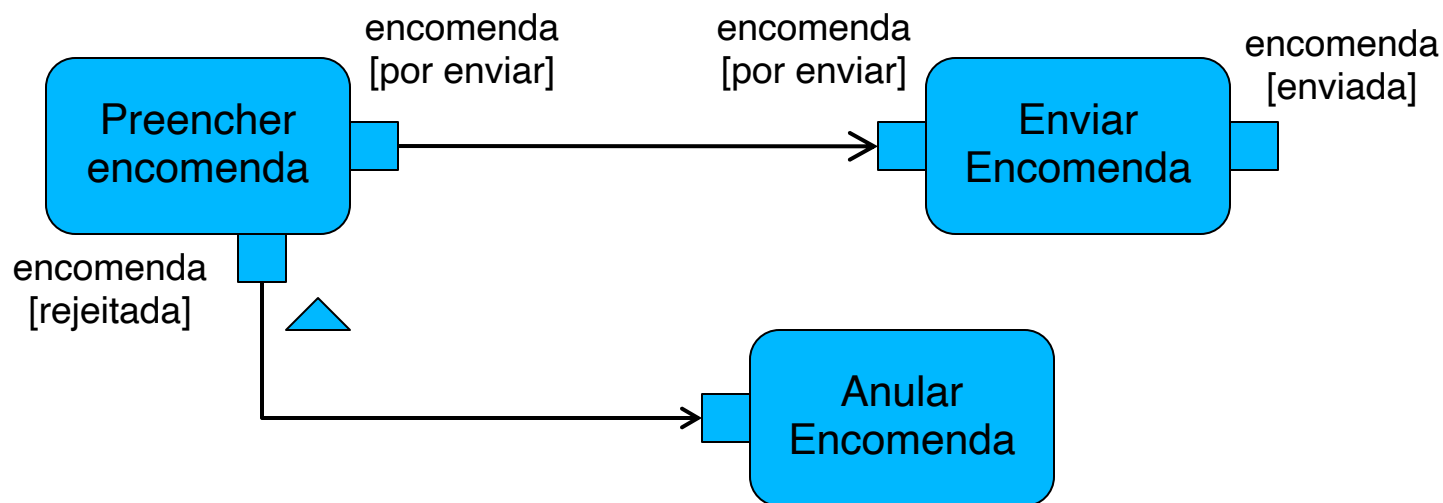 encomenda
[por enviar]
encomenda
[por enviar]
encomenda
[enviada]
Preencher
encomenda
Enviar
Encomenda
encomenda
[rejeitada]
Anular
Encomenda